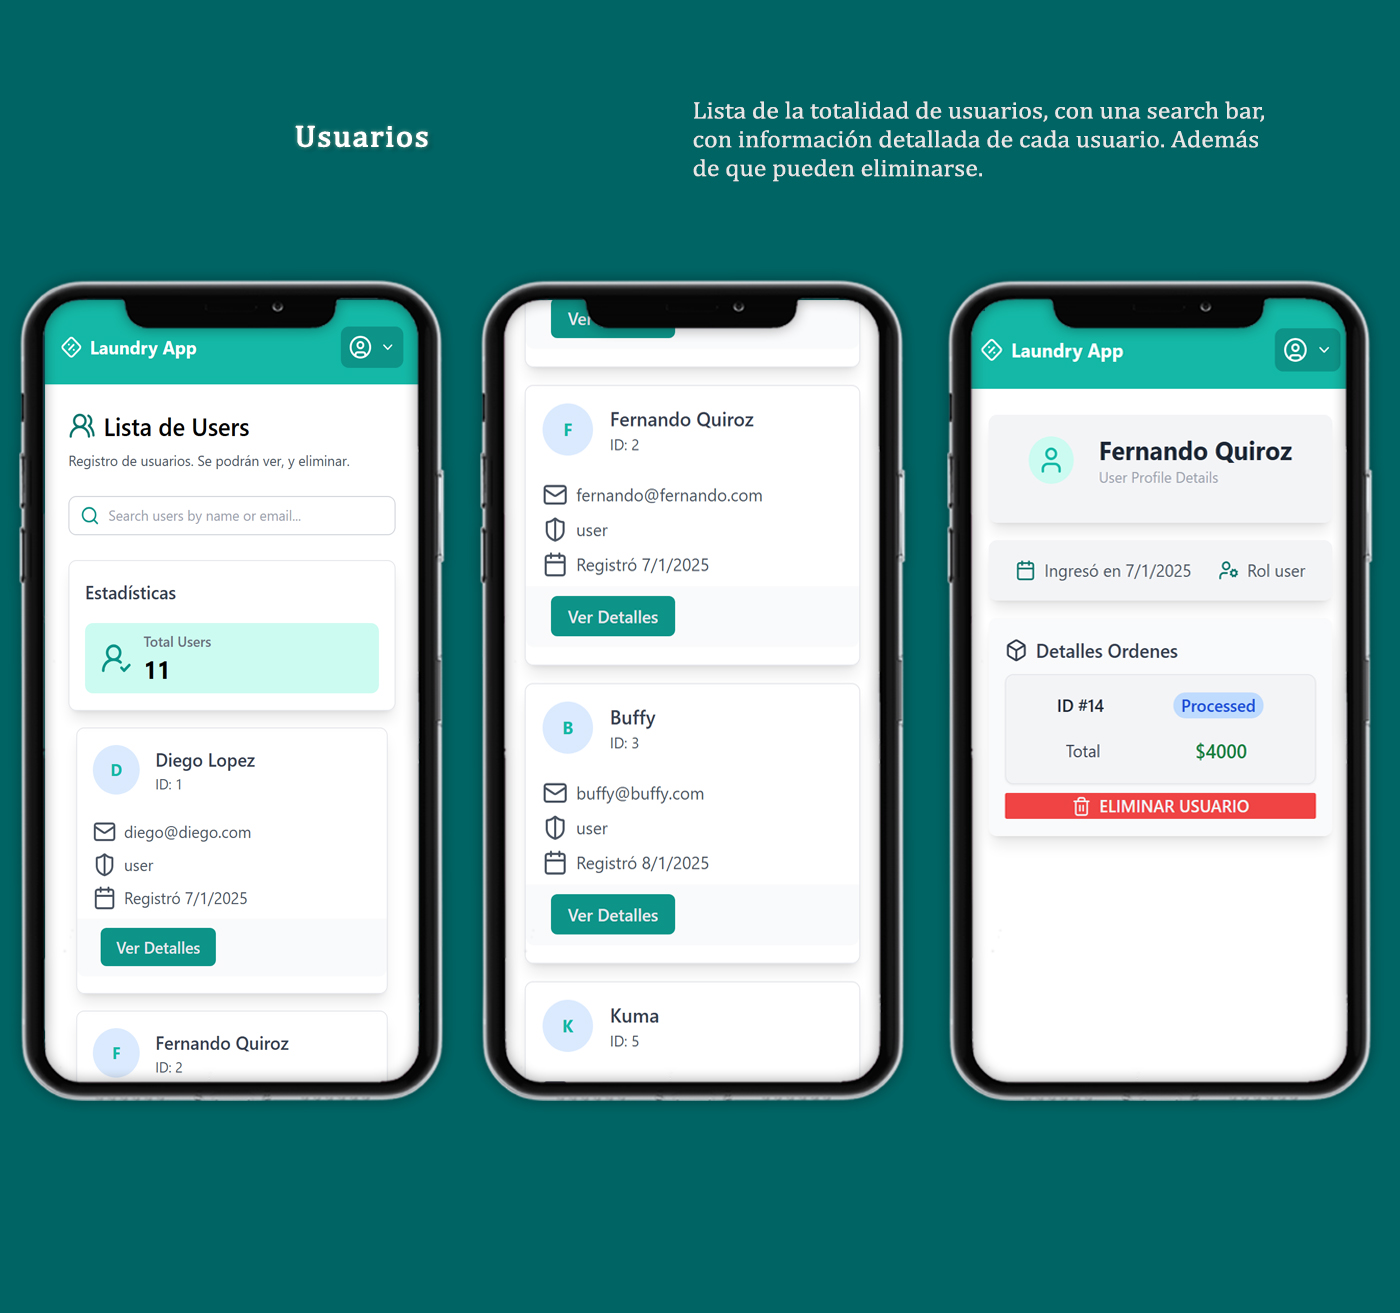 Usuarios
Lista de la totalidad de usuarios, con una search bar,
con información detallada de cada usuario. Además
de que pueden eliminarse.
Laundry App
Lista de Users
Registro de usuarios. Se podrán ver, y eliminar.
Search users by name or email...
Estadísticas
Total Users
11
D
Diego Lopez
ID: 1
diego@diego.com
user
Registró 7/1/2025
Ver Detalles
F
Fernando Quiroz
ID: 2
Ver
F
Fernando Quiroz
ID: 2
fernando@fernando.com
user
Registró 7/1/2025
Ver Detalles
B
Buffy
ID: 3
buffy@buffy.com
user
Registró 8/1/2025
Ver Detalles
K
Kuma
ID: 5
Laundry App
Fernando Quiroz
User Profile Details
Ingresó en 7/1/2025 Rol user
Detalles Ordenes
ID #14 Processed
Total $4000
ELIMINAR USUARIO